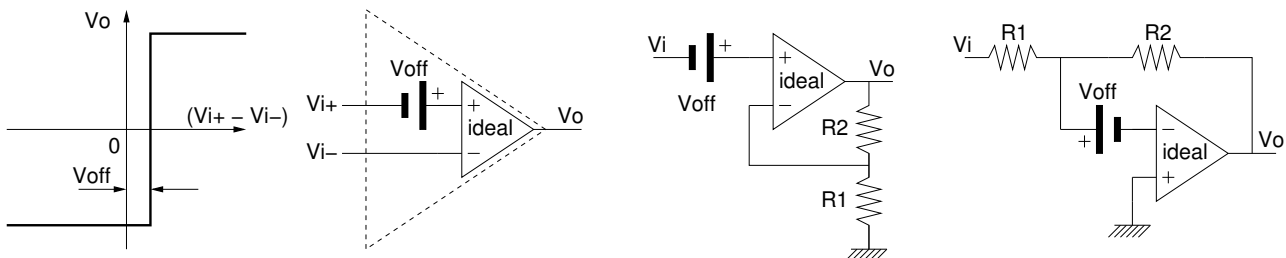 Vo
(Vi+ − Vi−)
0
Voff
Voff
+
Vi+
+
ideal
Vo
Vi−
−
Vi
+
Voff
+
ideal
−
Vo
R2
R1
Vi
R1
R2
Voff
+
−
ideal
+
Vo